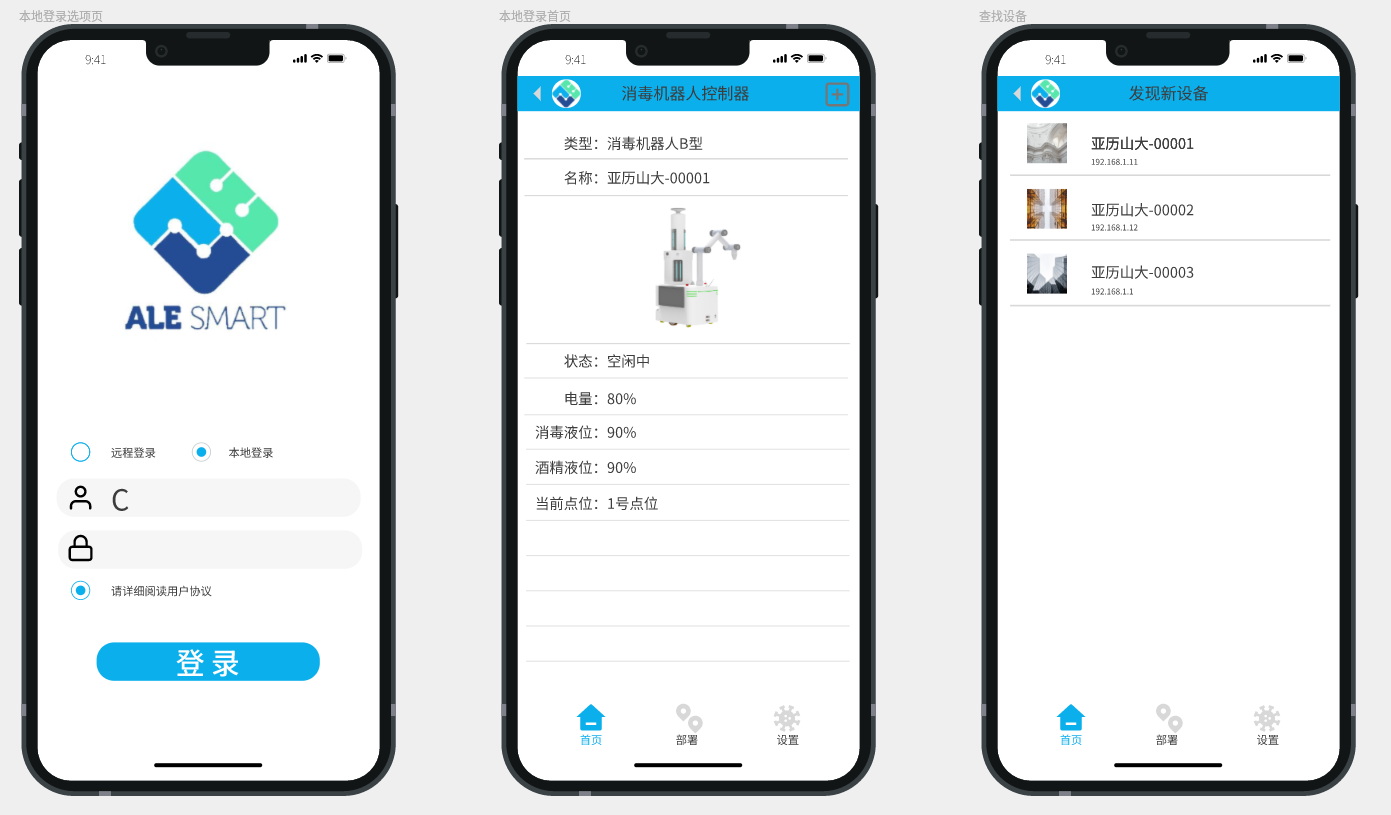 本地登录选项页
9:41
ALE SMART
远程登录 本地登录
C
请详细阅读用户协议
登 录
本地登录首页
9:41
消毒机器人控制器
类型：消毒机器人B型
名称：亚历山大-00001
状态：空闲中
电量：80%
消毒液位：90%
酒精液位：90%
当前点位：1号点位
首页 部署 设置
查找设备
9:41
发现新设备
亚历山大-00001
192.168.1.11
亚历山大-00002
192.168.1.12
亚历山大-00003
192.168.1.1
首页 部署 设置